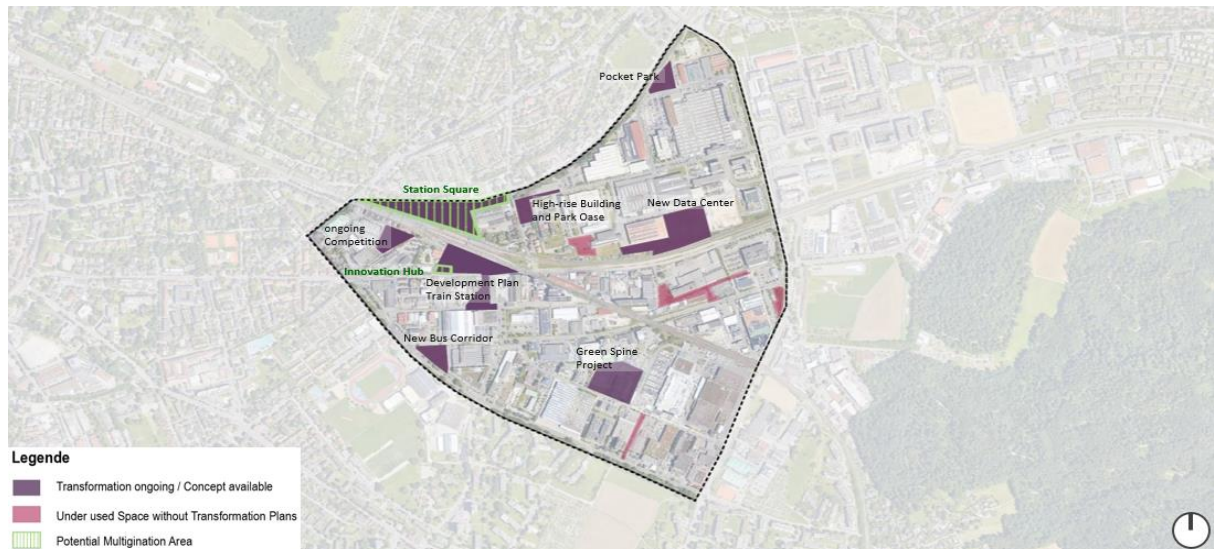 Pocket Park
Station Square
High-rise Building
and Park Oase
New Data Center
ongoing
Competition
Innovation Hub
Development Plan
Train Station
New Bus Corridor
Green Spine
Project
Legende
Transformation ongoing / Concept available
Under used Space without Transformation Plans
Potential Multigination Area